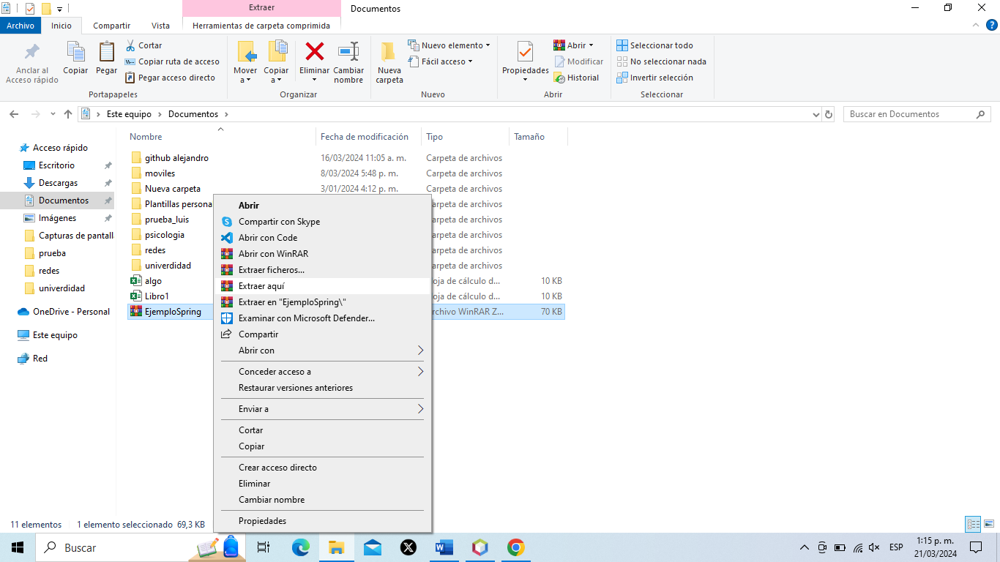 Extraer
Documentos
Archivo
Inicio
Compartir
Vista
Herramientas de carpeta comprimida
Anclar al
Acceso rápido
Copiar
Pegar
Cortar
Copiar ruta de acceso
Pegar acceso directo
Portapapeles
Mover
a
Copiar
a
Eliminar
Cambiar
nombre
Organizar
Nueva
carpeta
Nuevo elemento
Fácil acceso
Nuevo
Propiedades
Abrir
Modificar
Historial
Abrir
Seleccionar todo
No seleccionar nada
Invertir selección
Seleccionar
Este equipo
Documentos
Buscar en Documentos
Acceso rápido
Escritorio
Descargas
Documentos
Imágenes
Capturas de pantall
prueba
redes
univerdidad
OneDrive - Personal
Este equipo
Red
Nombre Fecha de modificación Tipo Tamaño
github alejandro 16/03/2024 11:05 a. m. Carpeta de archivos
moviles 8/03/2024 5:48 p. m. Carpeta de archivos
Nueva carpeta 3/01/2024 4:12 p. m. Carpeta de archivos
Plantillas persona arpeta de archivos
prueba_luis arpeta de archivos
psicologia arpeta de archivos
redes arpeta de archivos
univerdidad arpeta de archivos
algo oja de cálculo d... 10 KB
Libro1 oja de cálculo d... 10 KB
EjemploSpring rchivo WinRAR Z... 70 KB
Abrir
Compartir con Skype
Abrir con Code
Abrir con WinRAR
Extraer ficheros...
Extraer aquí
Extraer en "EjemploSpring\"
Examinar con Microsoft Defender...
Compartir
Abrir con
Conceder acceso a
Restaurar versiones anteriores
Enviar a
Cortar
Copiar
Crear acceso directo
Eliminar
Cambiar nombre
Propiedades
11 elementos 1 elemento seleccionado 69,3 KB
Buscar
ESP
1:15 p. m.
21/03/2024